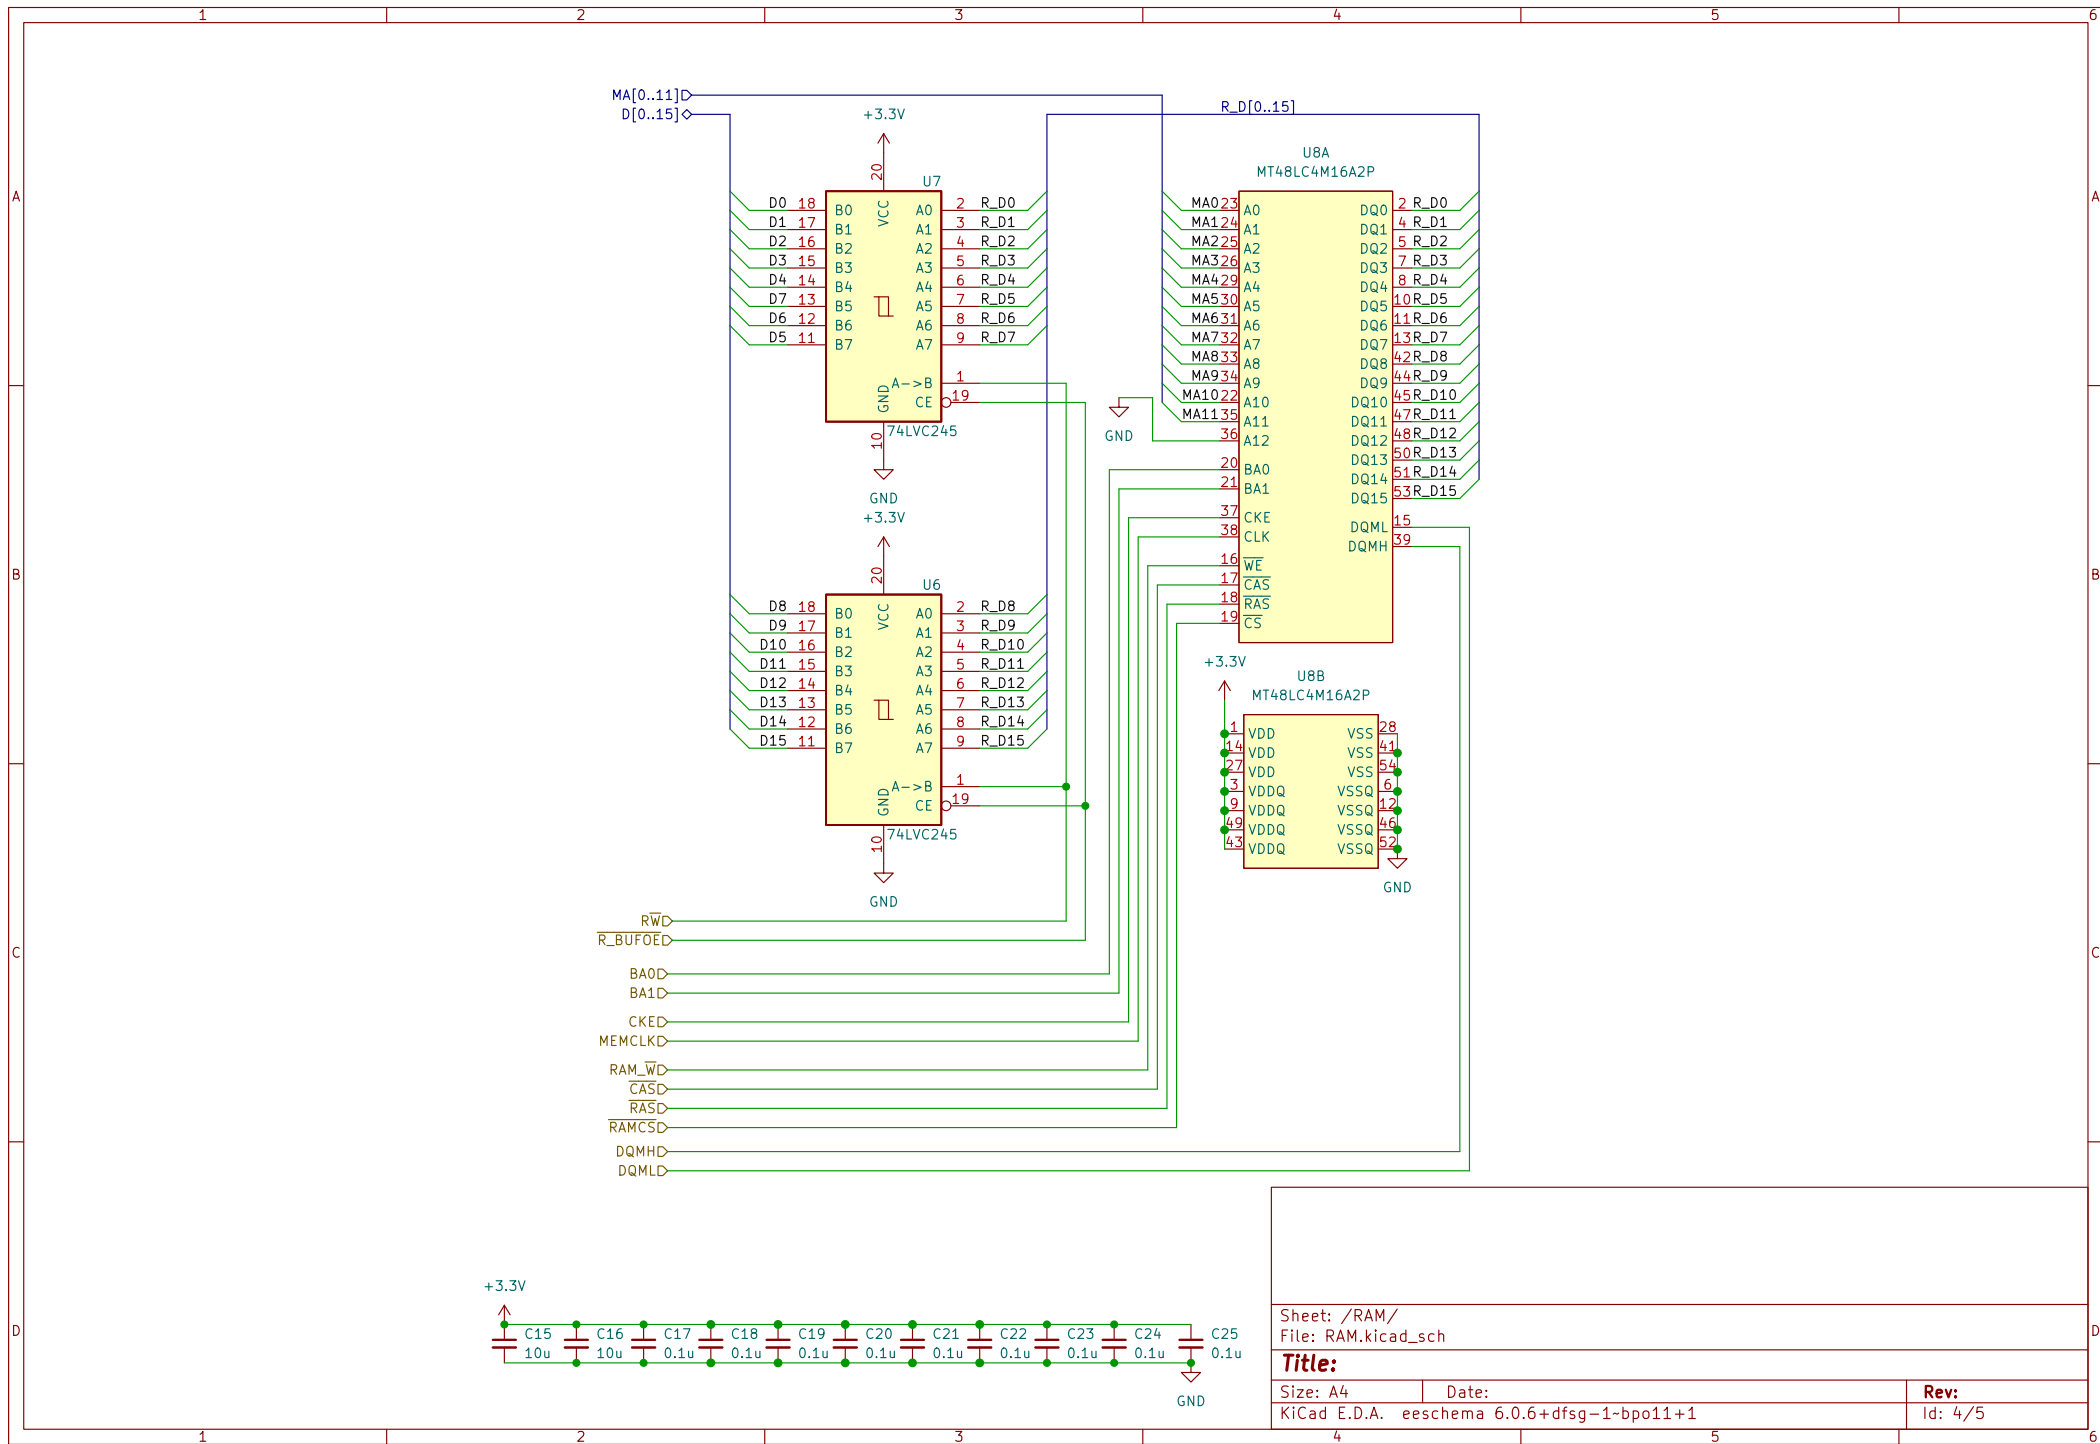 1 2 3 4 5 6
A A
B B
C C
D D
MA[0..11]
D[0..15]
R_D[0..15]
+3.3V
20
U7
D0 18 B0 VCC A0 2 R_D0
D1 17 B1 A1 3 R_D1
D2 16 B2 A2 4 R_D2
D3 15 B3 A3 5 R_D3
D4 14 B4 A4 6 R_D4
D7 13 B5 A5 7 R_D5
D6 12 B6 A6 8 R_D6
D5 11 B7 A7 9 R_D7
A->B 1
GND CE 19
74LVC245
10
GND
+3.3V
20
U6
D8 18 B0 VCC A0 2 R_D8
D9 17 B1 A1 3 R_D9
D10 16 B2 A2 4 R_D10
D11 15 B3 A3 5 R_D11
D12 14 B4 A4 6 R_D12
D13 13 B5 A5 7 R_D13
D14 12 B6 A6 8 R_D14
D15 11 B7 A7 9 R_D15
A->B 1
GND CE 19
74LVC245
10
GND
U8A
MT48LC4M16A2P
MA0 23 A0 DQ0 2 R_D0
MA1 24 A1 DQ1 4 R_D1
MA2 25 A2 DQ2 5 R_D2
MA3 26 A3 DQ3 7 R_D3
MA4 29 A4 DQ4 8 R_D4
MA5 30 A5 DQ5 10 R_D5
MA6 31 A6 DQ6 11 R_D6
MA7 32 A7 DQ7 13 R_D7
MA8 33 A8 DQ8 42 R_D8
MA9 34 A9 DQ9 44 R_D9
MA10 22 A10 DQ10 45 R_D10
MA11 35 A11 DQ11 47 R_D11
GND 36 A12 DQ12 48 R_D12
DQ13 50 R_D13
20 BA0 DQ14 51 R_D14
21 BA1 DQ15 53 R_D15
37 CKE DQML 15
38 CLK DQMH 39
16 WE
17 CAS
18 RAS
19 CS
+3.3V
U8B
MT48LC4M16A2P
1 VDD VSS 28
14 VDD VSS 41
27 VDD VSS 54
3 VDDQ VSSQ 6
9 VDDQ VSSQ 12
49 VDDQ VSSQ 46
43 VDDQ VSSQ 52
GND
RW
R_BUFOE
BA0
BA1
CKE
MEMCLK
RAM_W
CAS
RAS
RAMCS
DQMH
DQML
+3.3V
C15 C16 C17 C18 C19 C20 C21 C22 C23 C24 C25
10u 10u 0.1u 0.1u 0.1u 0.1u 0.1u 0.1u 0.1u 0.1u 0.1u
GND
Sheet: /RAM/
File: RAM.kicad_sch
Title:
Size: A4 Date: Rev:
KiCad E.D.A. eeschema 6.0.6+dfsg-1~bpo11+1 Id: 4/5
1 2 3 4 5 6